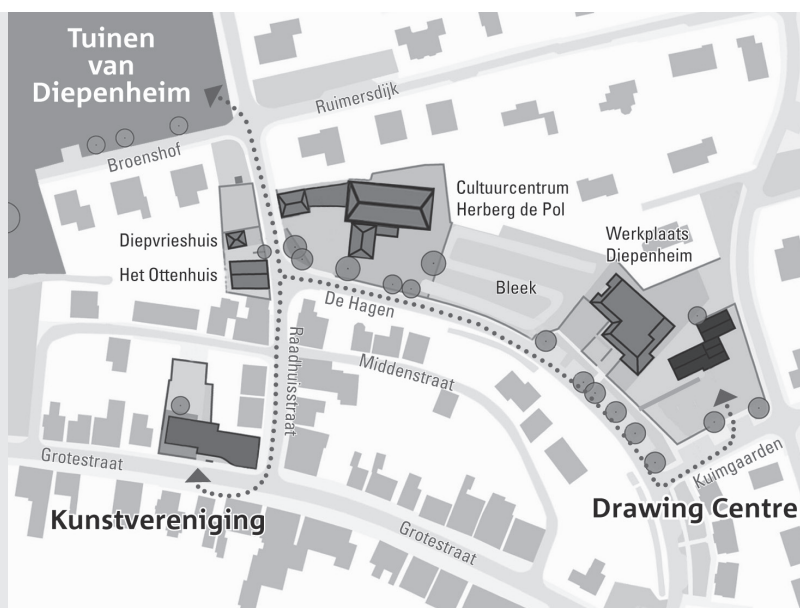 Tuinen
van
Diepenheim
Ruimersdijk
Broenshof
Cultuurcentrum
Herberg de Pol
Diepvrieshuis
Het Ottenhuis
Werkplaats
Diepenheim
Bleek
De Hagen
Raadhuisstraat
Middenstraat
Grotestraat
Kuimgaarden
Kunstvereniging
Drawing Centre
Grotestraat